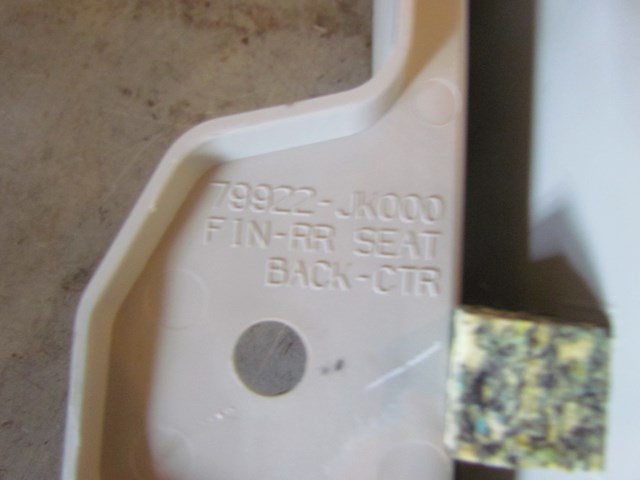 79922-JK000
FIN-RR SEAT
BACK-CTR